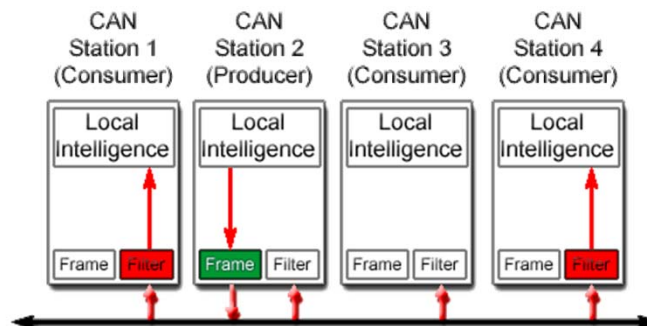 CAN
Station 1
(Consumer)
CAN
Station 2
(Producer)
CAN
Station 3
(Consumer)
CAN
Station 4
(Consumer)
Local
Intelligence
Frame
Filter
Local
Intelligence
Frame
Filter
Local
Intelligence
Frame
Filter
Local
Intelligence
Frame
Filter